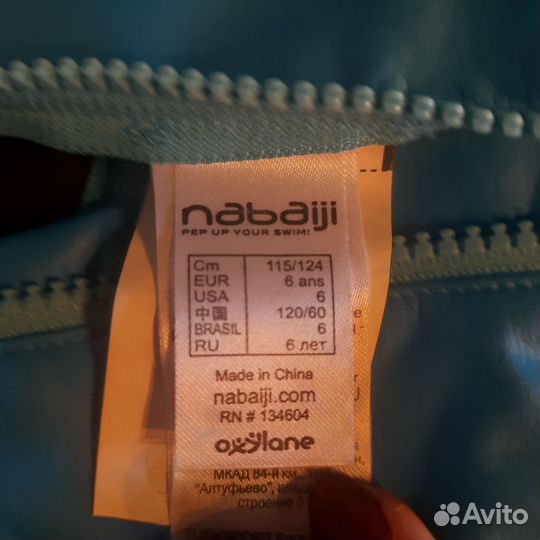 nabaiji
PEP UP YOUR SWIM!
Cm 115/124
EUR 6 ans
USA 6
中国 120/60
BRASIL 6
RU 6 лет
Made in China
nabaiji.com
RN # 134604
oxylane
МКАД 84-й км.,
"Алтуфьево",
строение 3
Avito